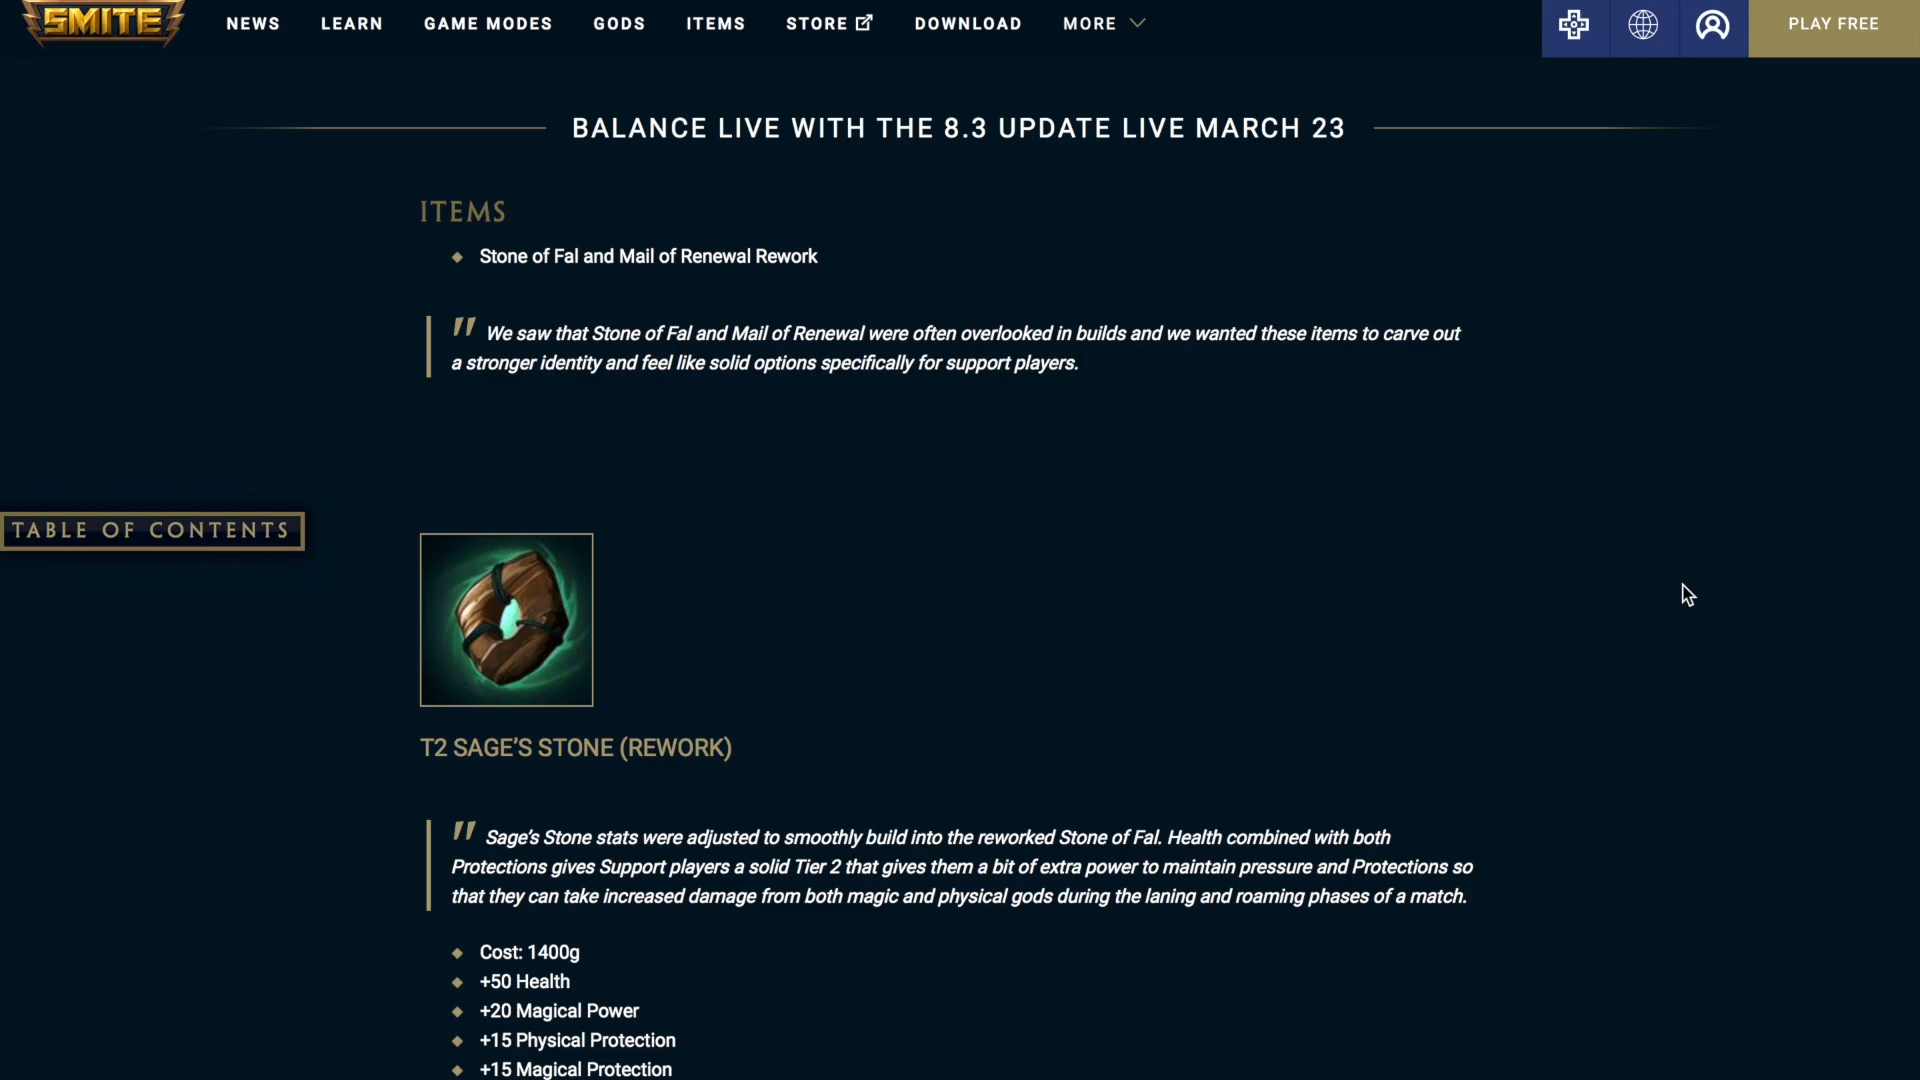 SMITE
NEWS LEARN GAME MODES GODS ITEMS STORE DOWNLOAD MORE PLAY FREE
BALANCE LIVE WITH THE 8.3 UPDATE LIVE MARCH 23
ITEMS
Stone of Fal and Mail of Renewal Rework
" We saw that Stone of Fal and Mail of Renewal were often overlooked in builds and we wanted these items to carve out
a stronger identity and feel like solid options specifically for support players.
TABLE OF CONTENTS
T2 SAGE’S STONE (REWORK)
" Sage’s Stone stats were adjusted to smoothly build into the reworked Stone of Fal. Health combined with both
Protections gives Support players a solid Tier 2 that gives them a bit of extra power to maintain pressure and Protections so
that they can take increased damage from both magic and physical gods during the laning and roaming phases of a match.
Cost: 1400g
+50 Health
+20 Magical Power
+15 Physical Protection
+15 Magical Protection